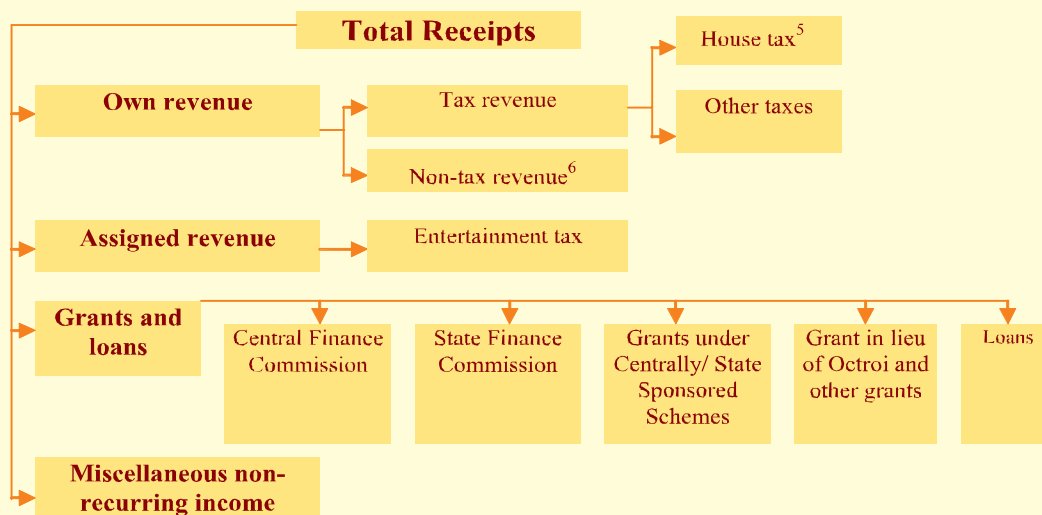 Total Receipts
House tax⁵
Own revenue
Tax revenue
Other taxes
Non-tax revenue⁶
Assigned revenue
Entertainment tax
Grants and
loans
Central Finance
Commission
State Finance
Commission
Grants under
Centrally/ State
Sponsored
Schemes
Grant in lieu
of Octroi and
other grants
Loans
Miscellaneous non-
recurring income